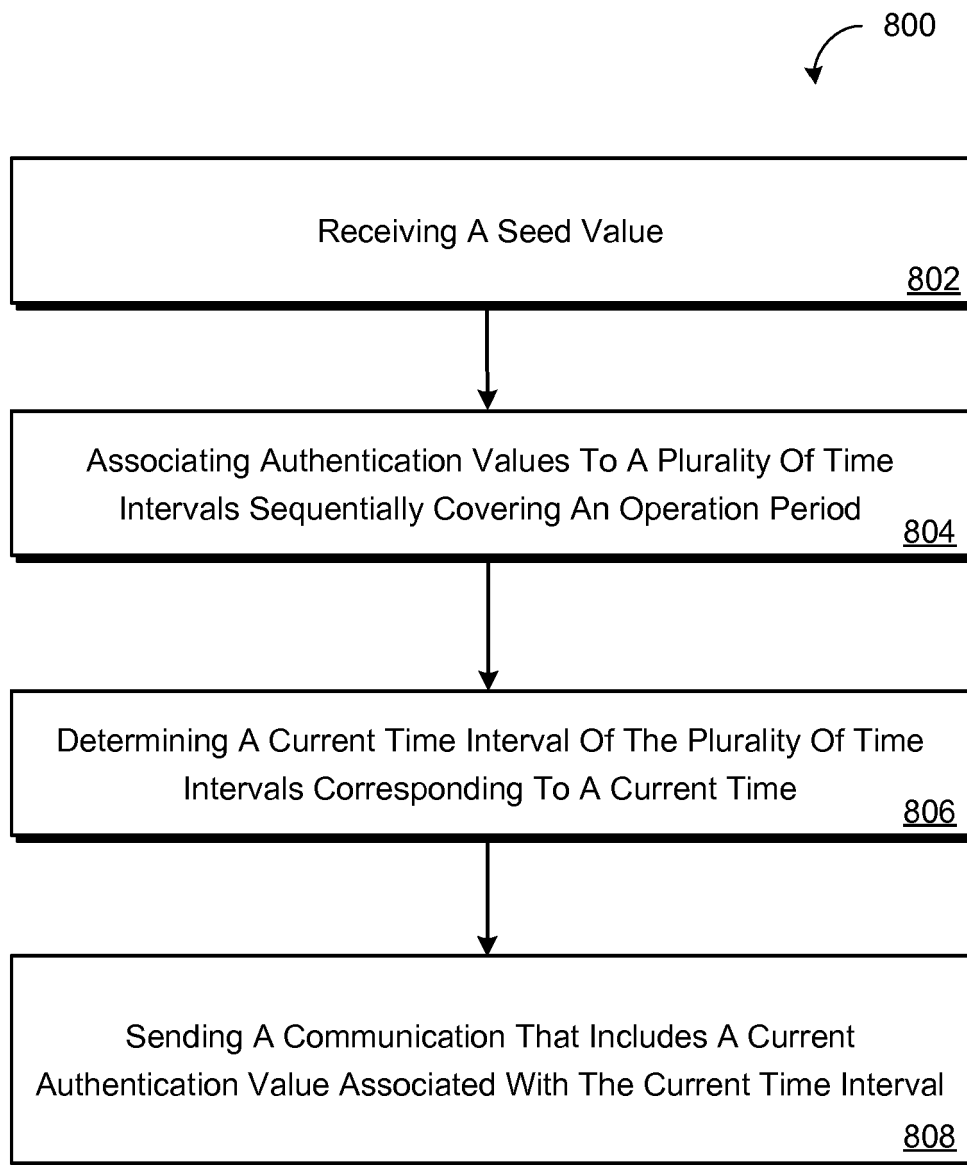 800
Receiving A Seed Value
802
Associating Authentication Values To A Plurality Of Time
Intervals Sequentially Covering An Operation Period
804
Determining A Current Time Interval Of The Plurality Of Time
Intervals Corresponding To A Current Time
806
Sending A Communication That Includes A Current
Authentication Value Associated With The Current Time Interval
808